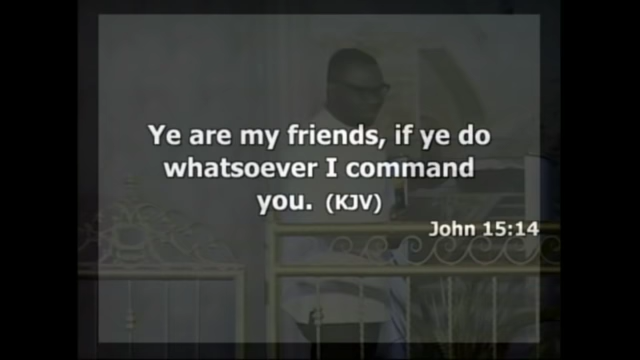 Ye are my friends, if ye do
whatsoever I command
you. (KJV)
John 15:14